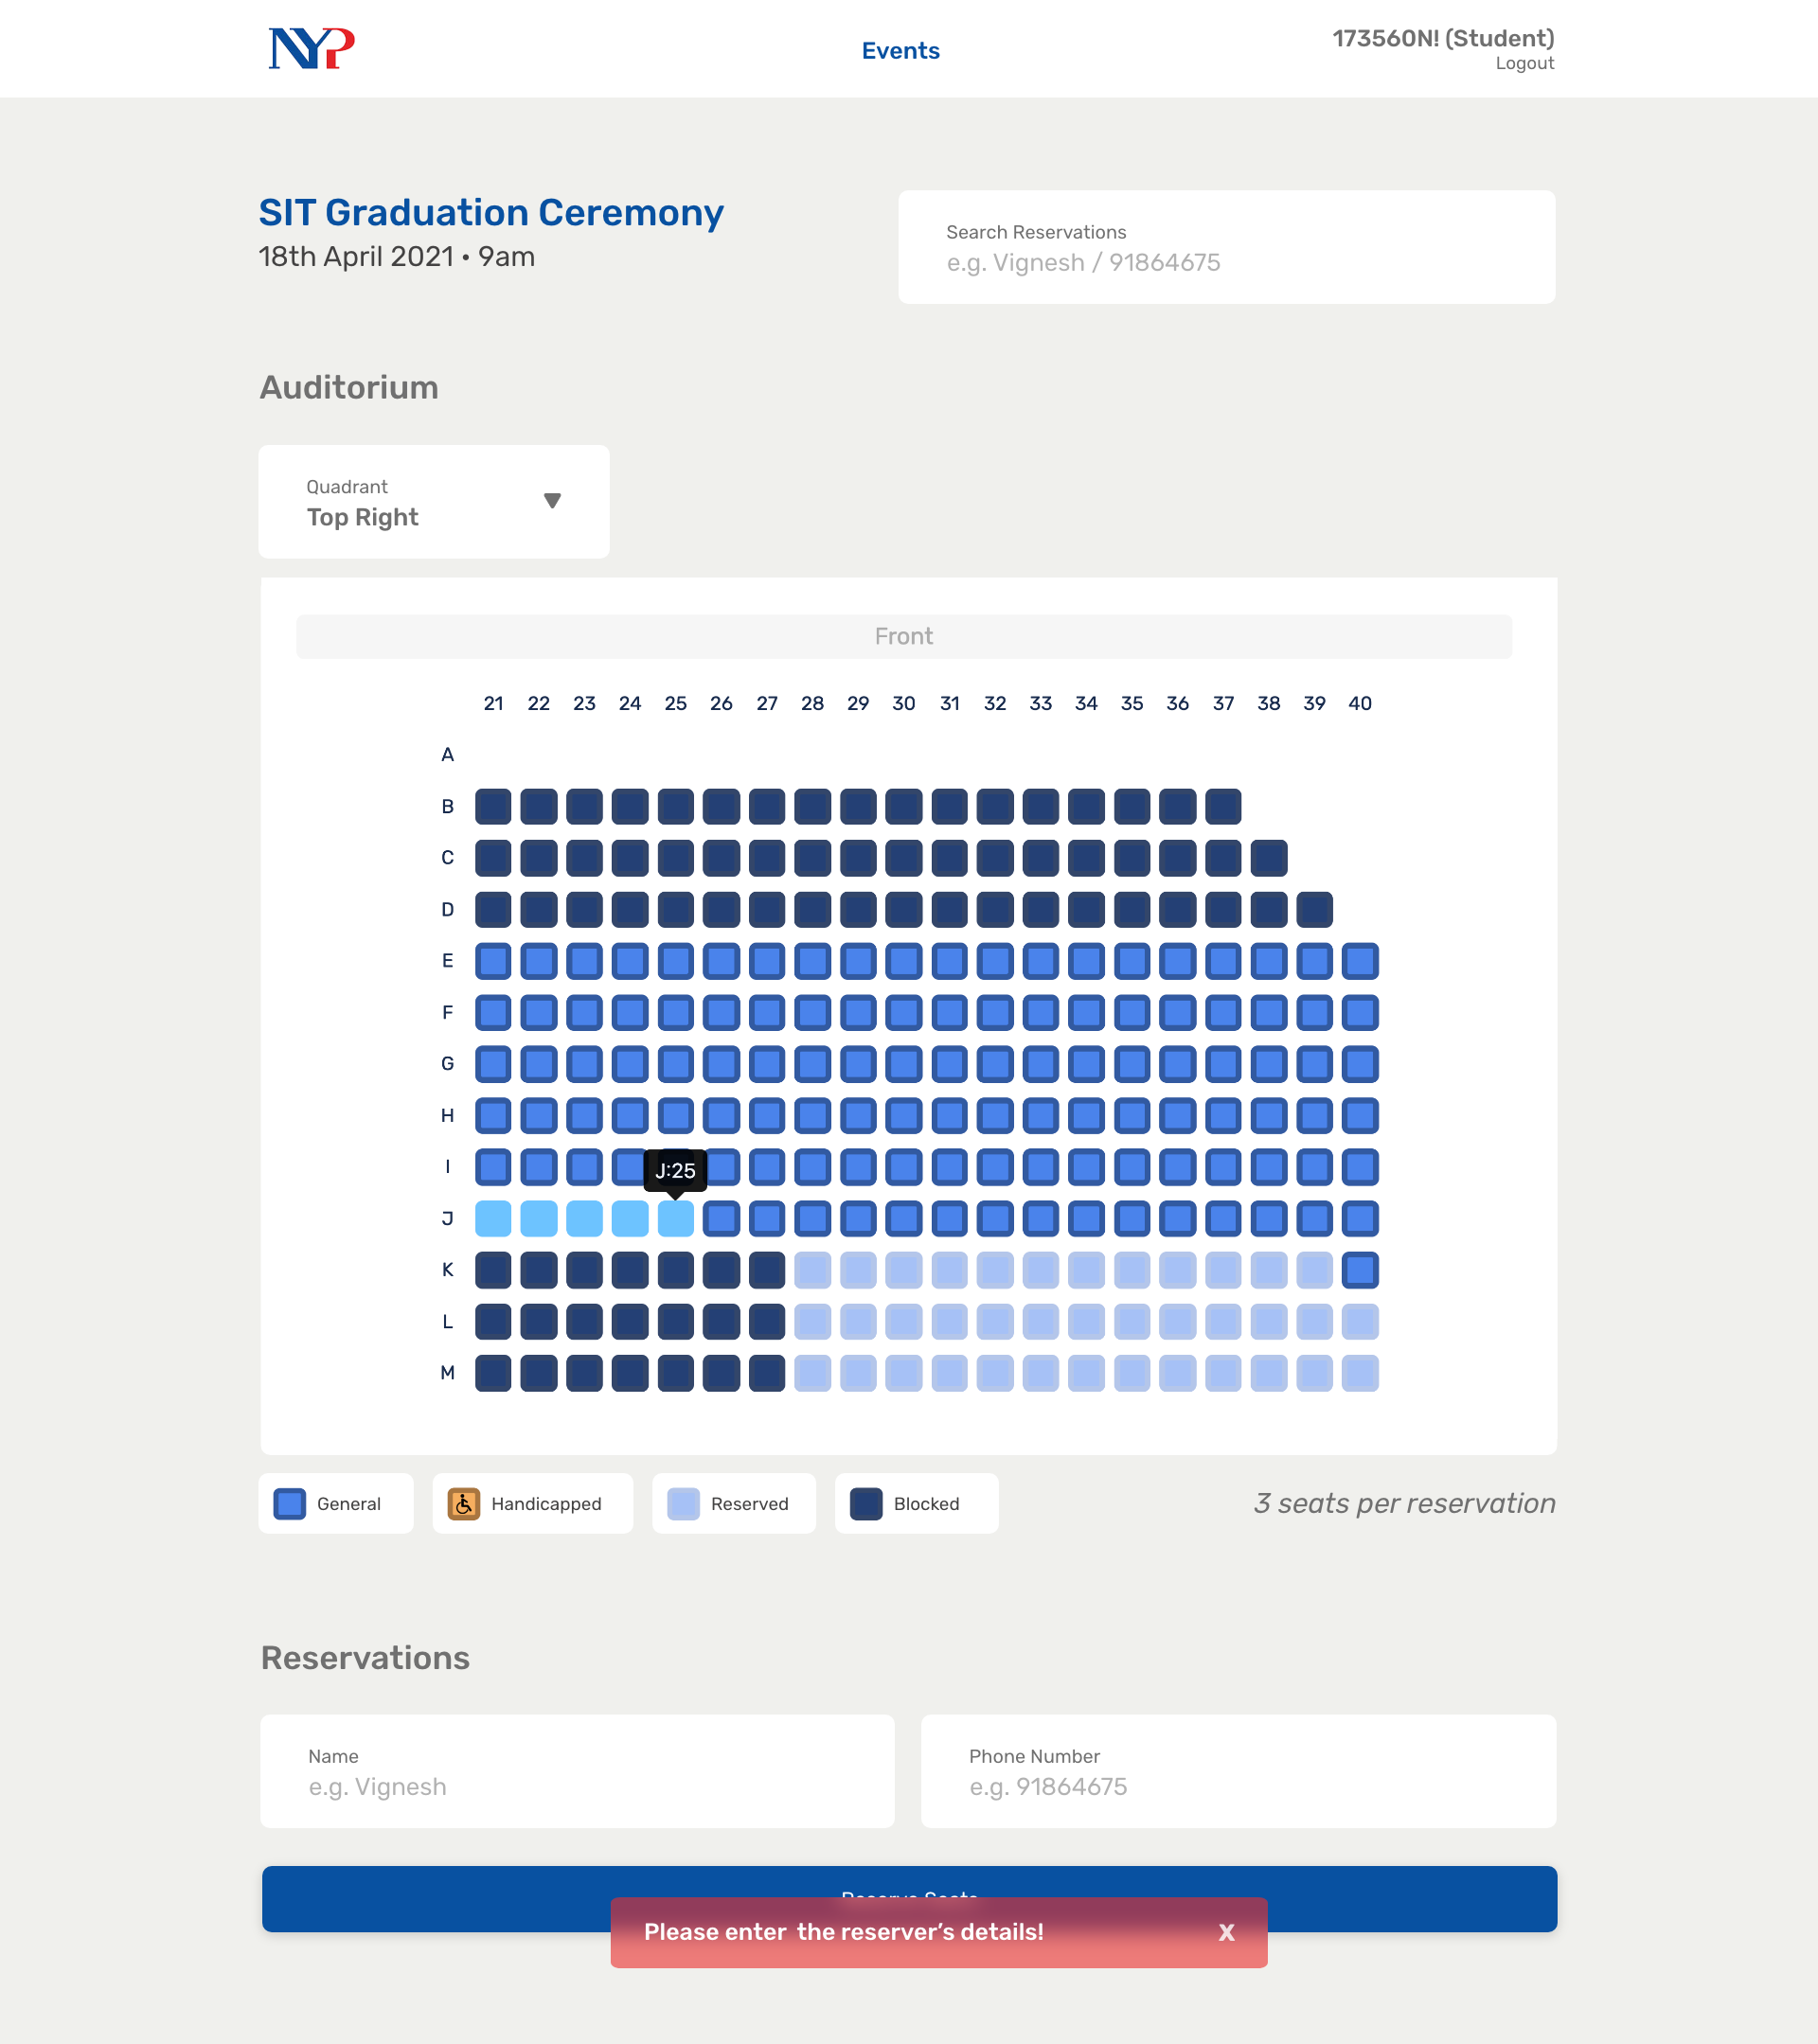 NYP
Events
173560N! (Student)
Logout
SIT Graduation Ceremony
18th April 2021 • 9am
Search Reservations
e.g. Vignesh / 91864675
Auditorium
Quadrant
Top Right
Front
21 22 23 24 25 26 27 28 29 30 31 32 33 34 35 36 37 38 39 40
A
B
C
D
E
F
G
H
I
J:25
J
K
L
M
General
Handicapped
Reserved
Blocked
3 seats per reservation
Reservations
Name
e.g. Vignesh
Phone Number
e.g. 91864675
Reserve Seats
Please enter  the reserver’s details!
X